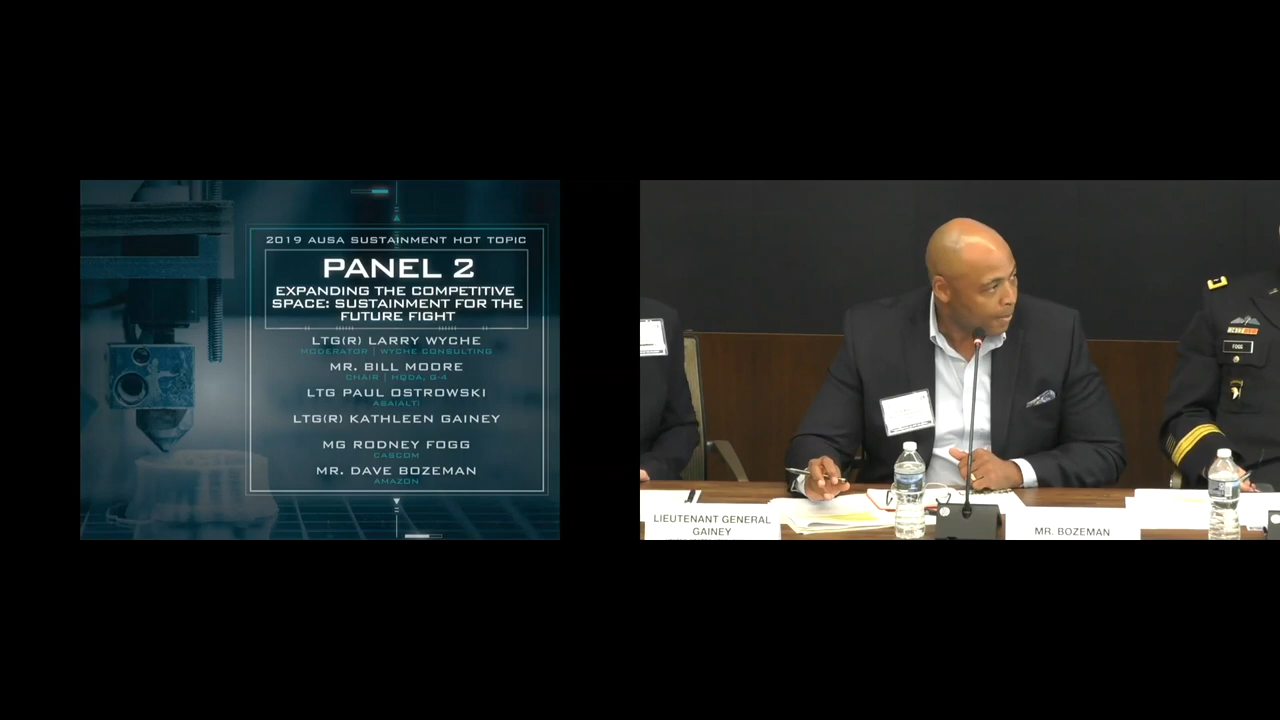 2019 AUSA SUSTAINMENT HOT TOPIC
PANEL 2
EXPANDING THE COMPETITIVE
SPACE: SUSTAINMENT FOR THE
FUTURE FIGHT
LTG(R) LARRY WYCHE
MODERATOR | WYCHE CONSULTING
MR. BILL MOORE
CHAIR | HQDA, G-4
LTG PAUL OSTROWSKI
ASA(ALT)
LTG(R) KATHLEEN GAINEY
MG RODNEY FOGG
CASCOM
MR. DAVE BOZEMAN
AMAZON
FOGG
LIEUTENANT GENERAL
GAINEY
MR. BOZEMAN